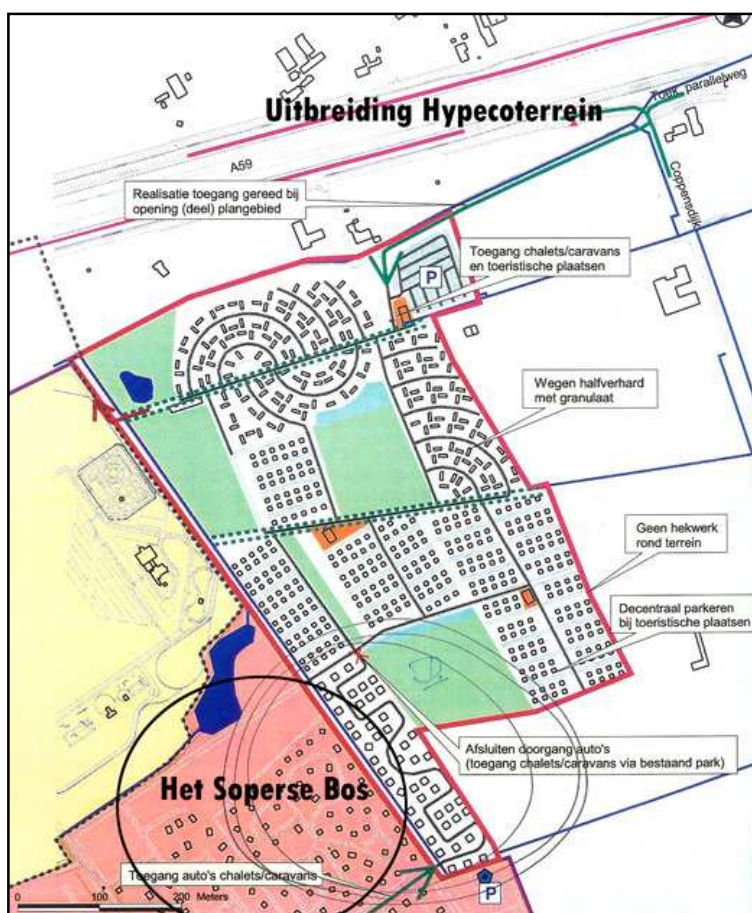 Uitbreiding Hypecoterrein
Toek. parallelweg
A59
Coppensdijk
Realisatie toegang gereed bij
opening (deel) plangebied
Toegang chalets/caravans
en toeristische plaatsen
P
Wegen halfverhard
met granulaat
Geen hekwerk
rond terrein
Decentraal parkeren
bij toeristische plaatsen
Afsluiten doorgang auto's
(toegang chalets/caravans via bestaand park)
Het Soperse Bos
Toegang auto's chalets/caravans
P
0 100 200
Meters